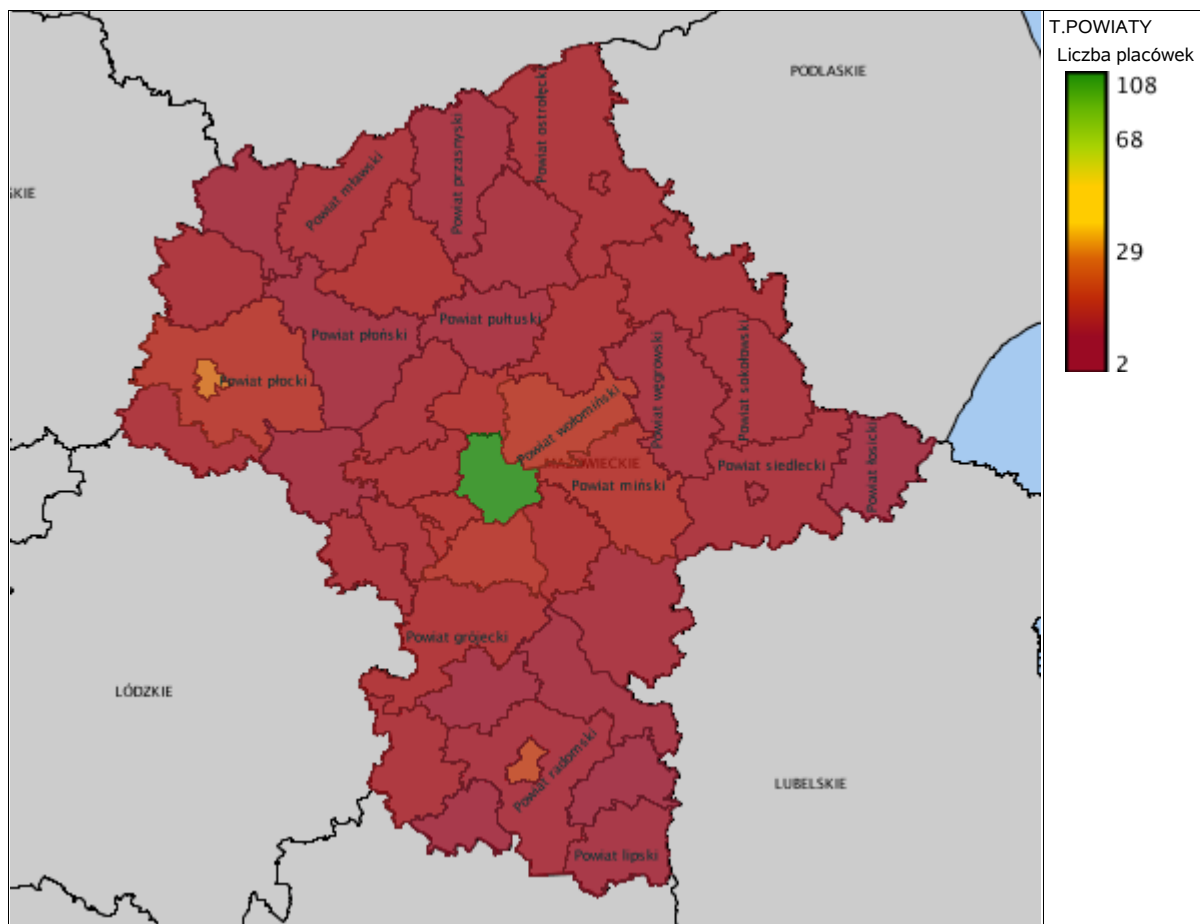 T.POWIATY
Liczba placówek
108
68
29
2
PODLASKIE
SKIE
Powiat ostrołęcki
Powiat przasnyski
Powiat mławski
Powiat pułtuski
Powiat płoński
Powiat węgrowski
Powiat sokołowski
Powiat płocki
Powiat wołomiński
MAZOWIECKIE
Powiat siedlecki
Powiat łosicki
Powiat miński
Powiat grójecki
ŁÓDZKIE
Powiat radomski
LUBELSKIE
Powiat lipski